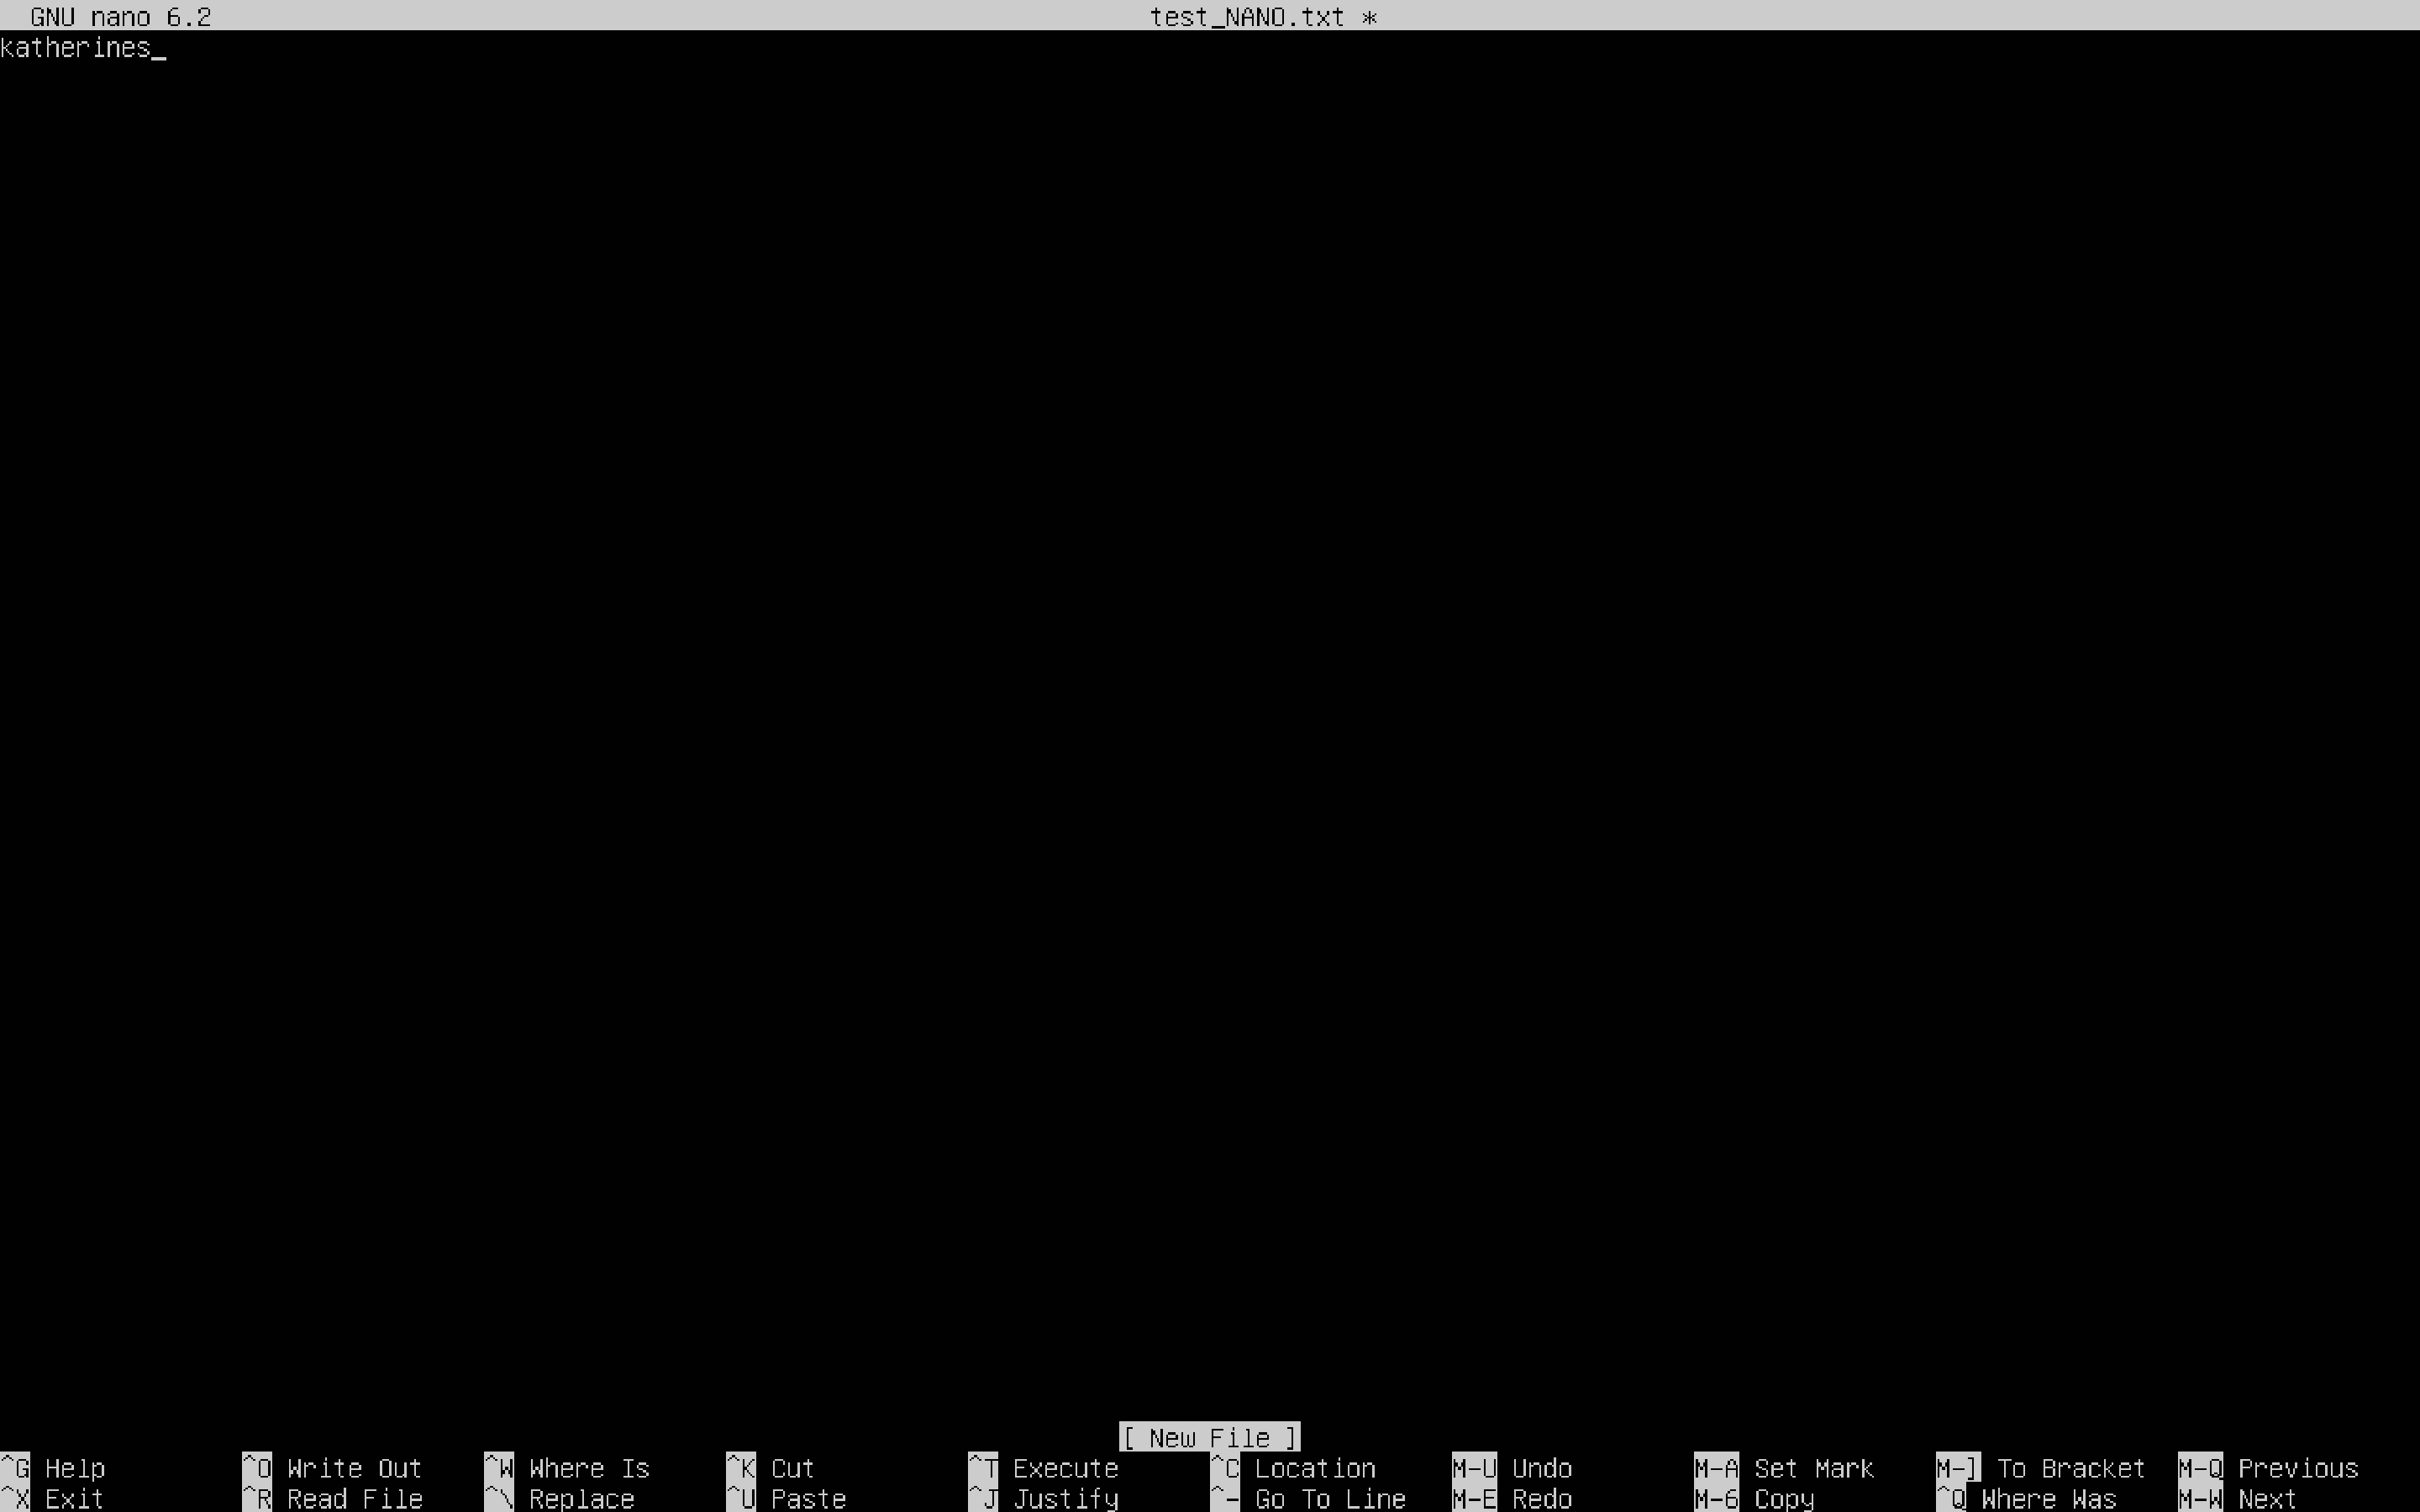 GNU nano 6.2 test_NANO.txt *
katherines_
[ New File ]
^G Help ^O Write Out ^W Where Is ^K Cut ^T Execute ^C Location M-U Undo M-A Set Mark M-] To Bracket M-Q Previous
^X Exit ^R Read File ^\ Replace ^U Paste ^J Justify ^- Go To Line M-E Redo M-6 Copy ^Q Where Was M-W Next